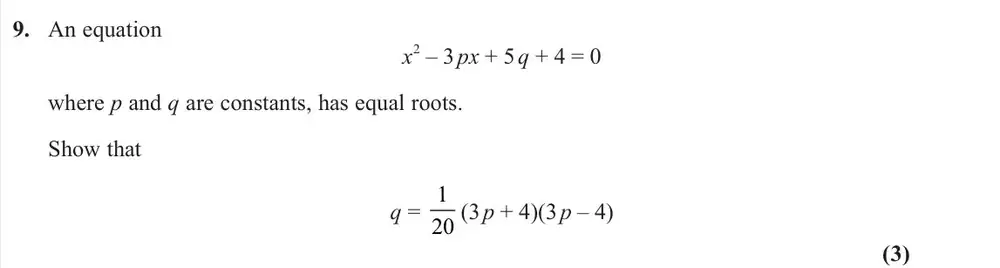 9. An equation
x² – 3px + 5q + 4 = 0
where p and q are constants, has equal roots.
Show that
q = 1/20 (3p + 4)(3p – 4)
(3)